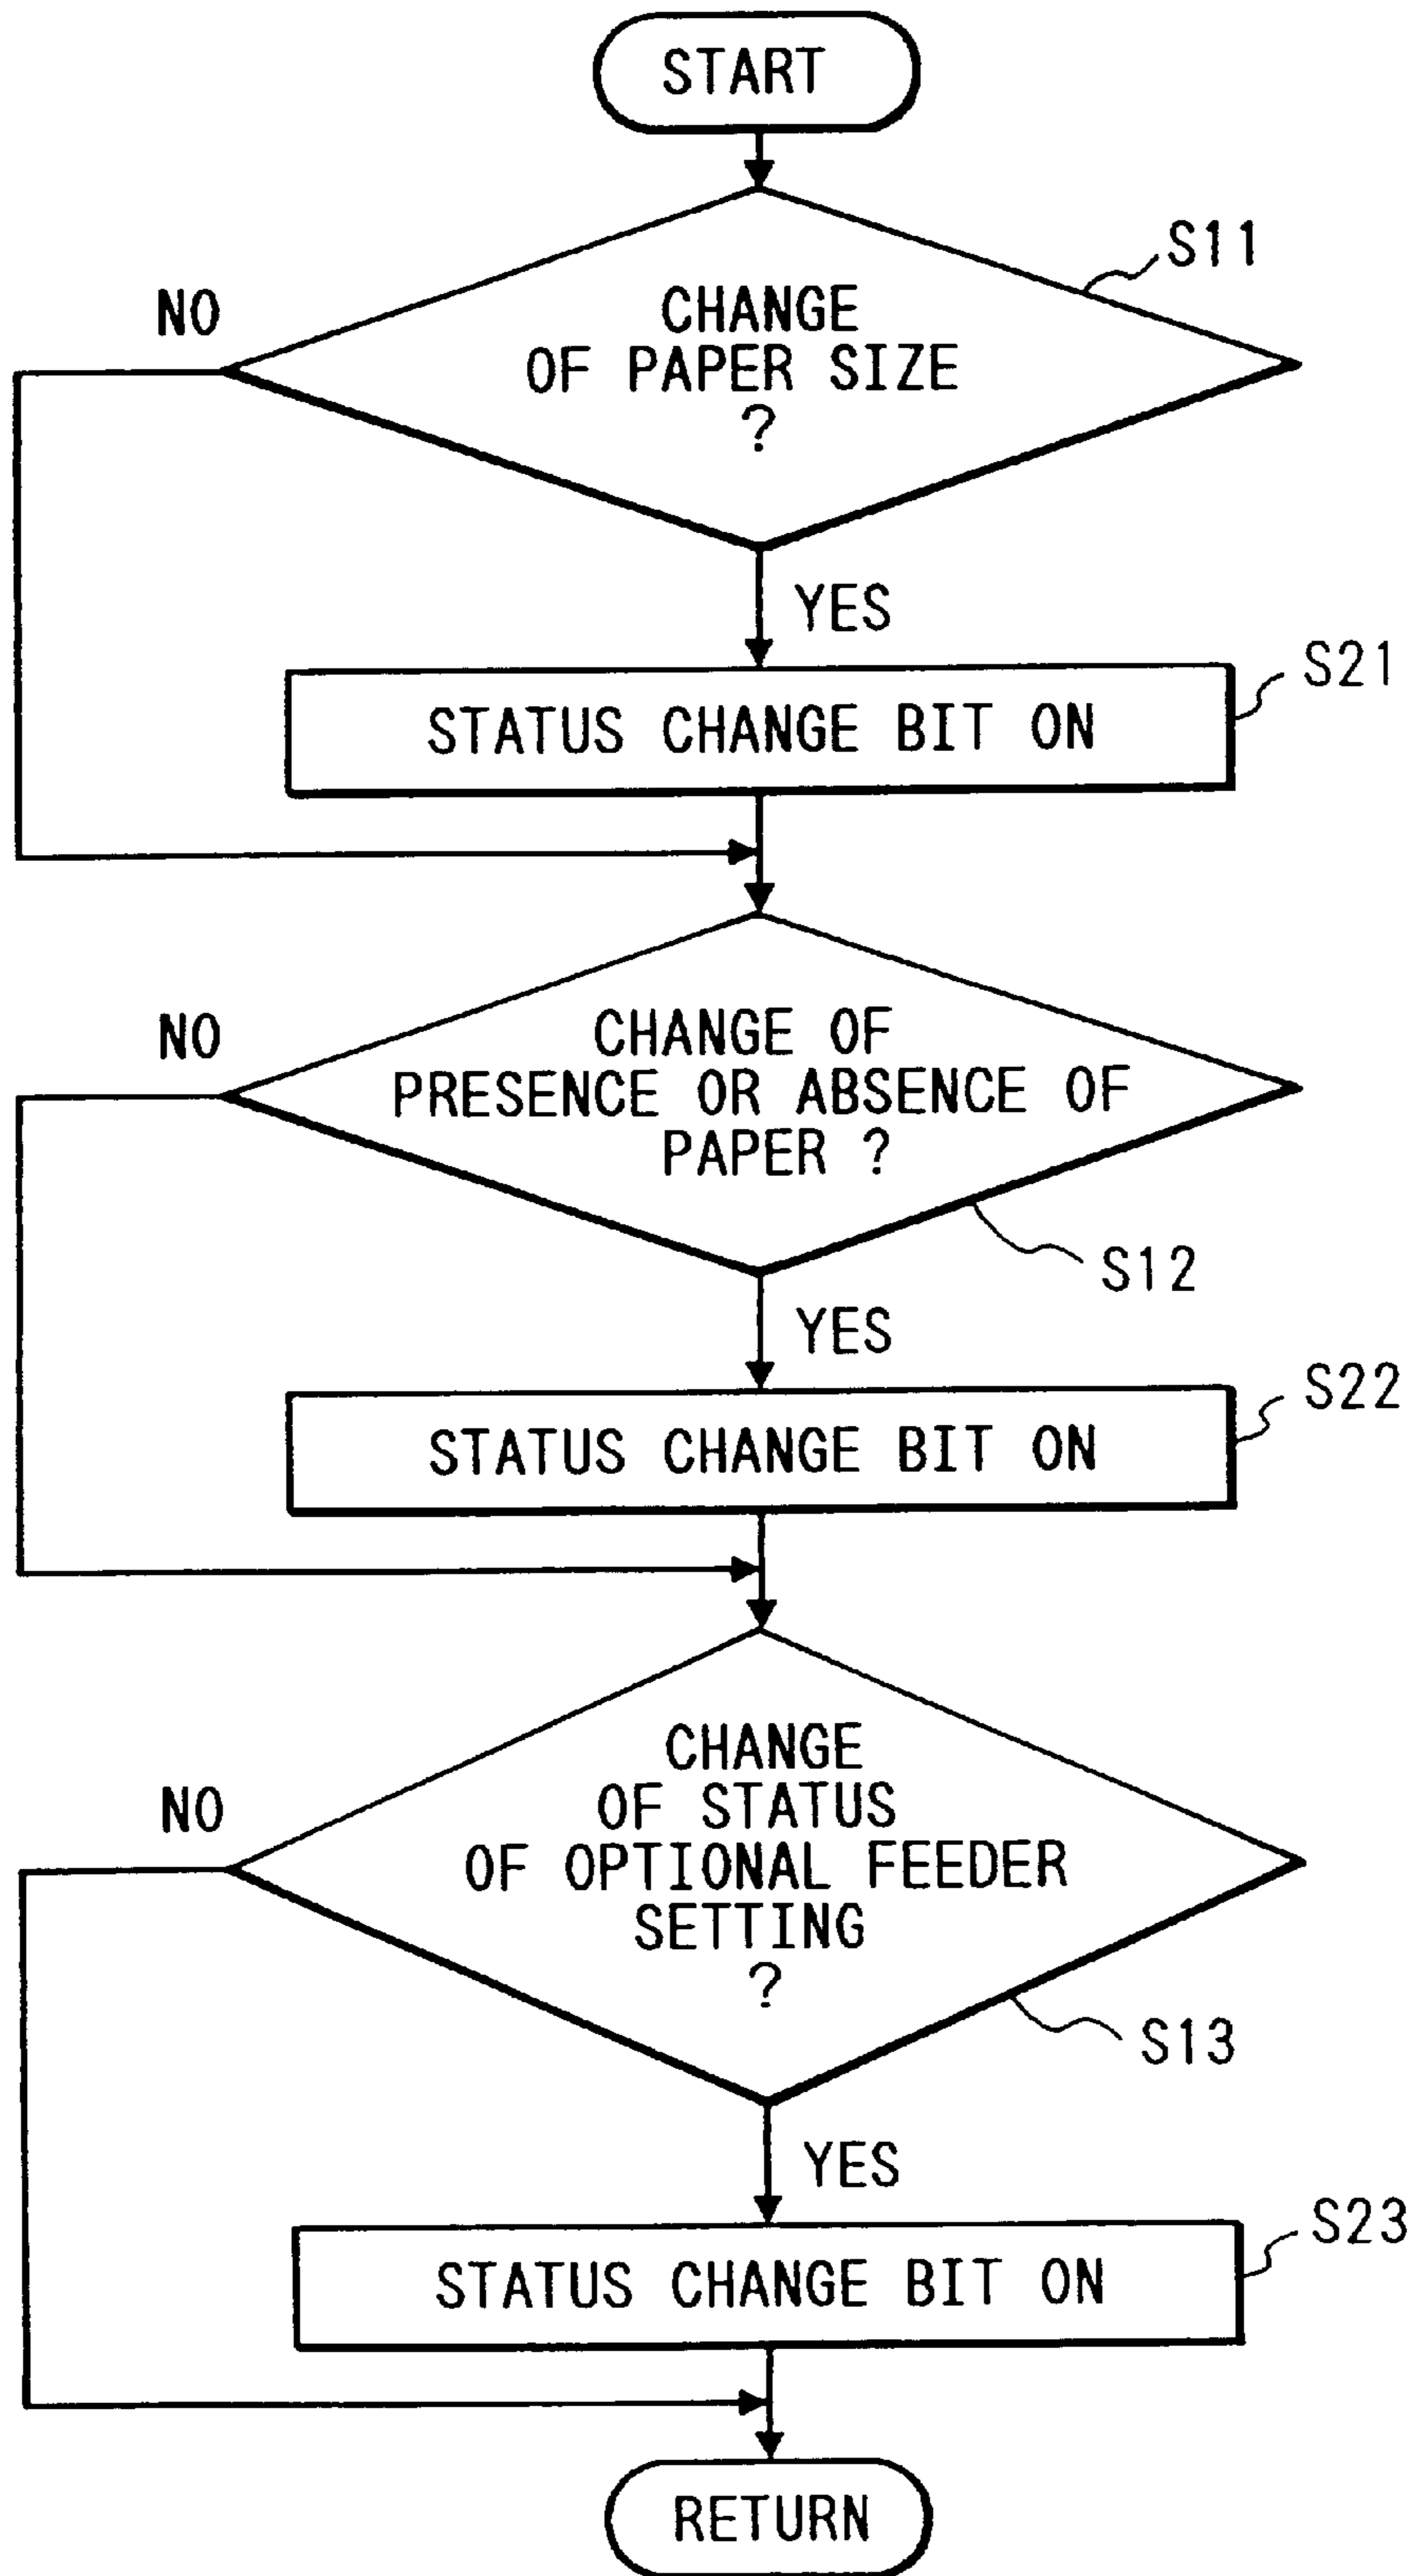 START
S11
NO
CHANGE
OF PAPER SIZE
?
YES
S21
STATUS CHANGE BIT ON
NO
CHANGE OF
PRESENCE OR ABSENCE OF
PAPER ?
S12
YES
S22
STATUS CHANGE BIT ON
CHANGE
NO
OF STATUS
OF OPTIONAL FEEDER
SETTING
?
S13
YES
S23
STATUS CHANGE BIT ON
RETURN